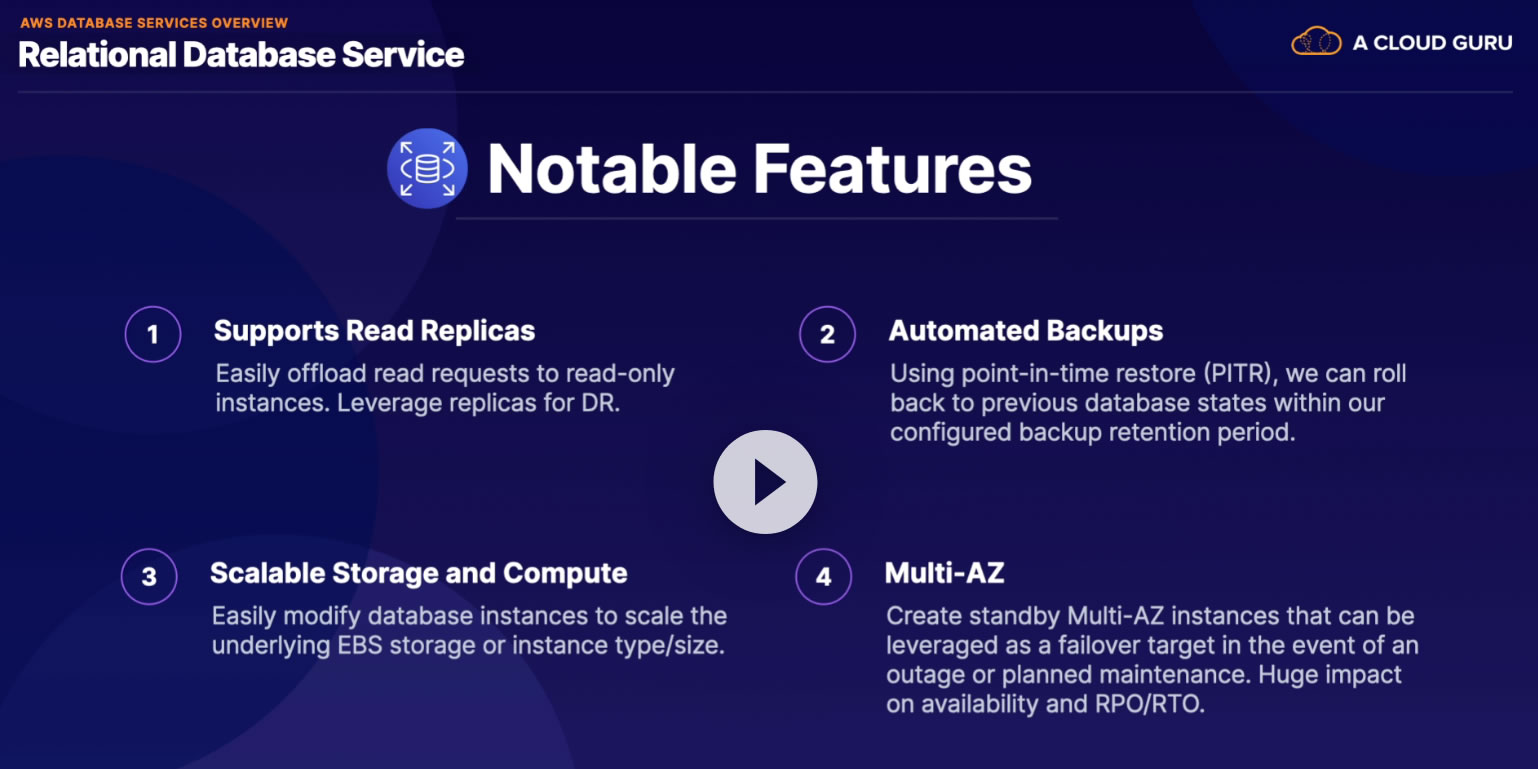 AWS DATABASE SERVICES OVERVIEW
Relational Database Service
A CLOUD GURU
Notable Features
1
Supports Read Replicas
Easily offload read requests to read-only
instances. Leverage replicas for DR.
2
Automated Backups
Using point-in-time restore (PITR), we can roll
back to previous database states within our
configured backup retention period.
3
Scalable Storage and Compute
Easily modify database instances to scale the
underlying EBS storage or instance type/size.
4
Multi-AZ
Create standby Multi-AZ instances that can be
leveraged as a failover target in the event of an
outage or planned maintenance. Huge impact
on availability and RPO/RTO.